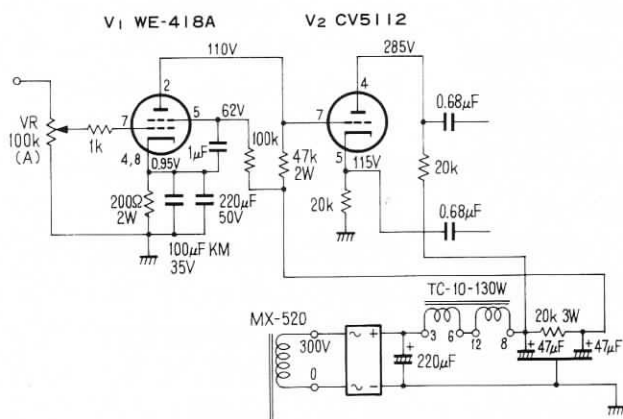 V1 WE-418A
V2 CV5112
110V
285V
2
4
7
5
62V
7
0.68μF
VR
100k
(A)
1k
1μF
100k
47k
2W
5
115V
20k
4,8
0.95V
200Ω
2W
220μF
50V
20k
0.68μF
100μF KM
35V
TC-10-130W
MX-520
300V
3
6
12
8
20k 3W
~
+
+
+
47μF
+
47μF
220μF
0
~
−